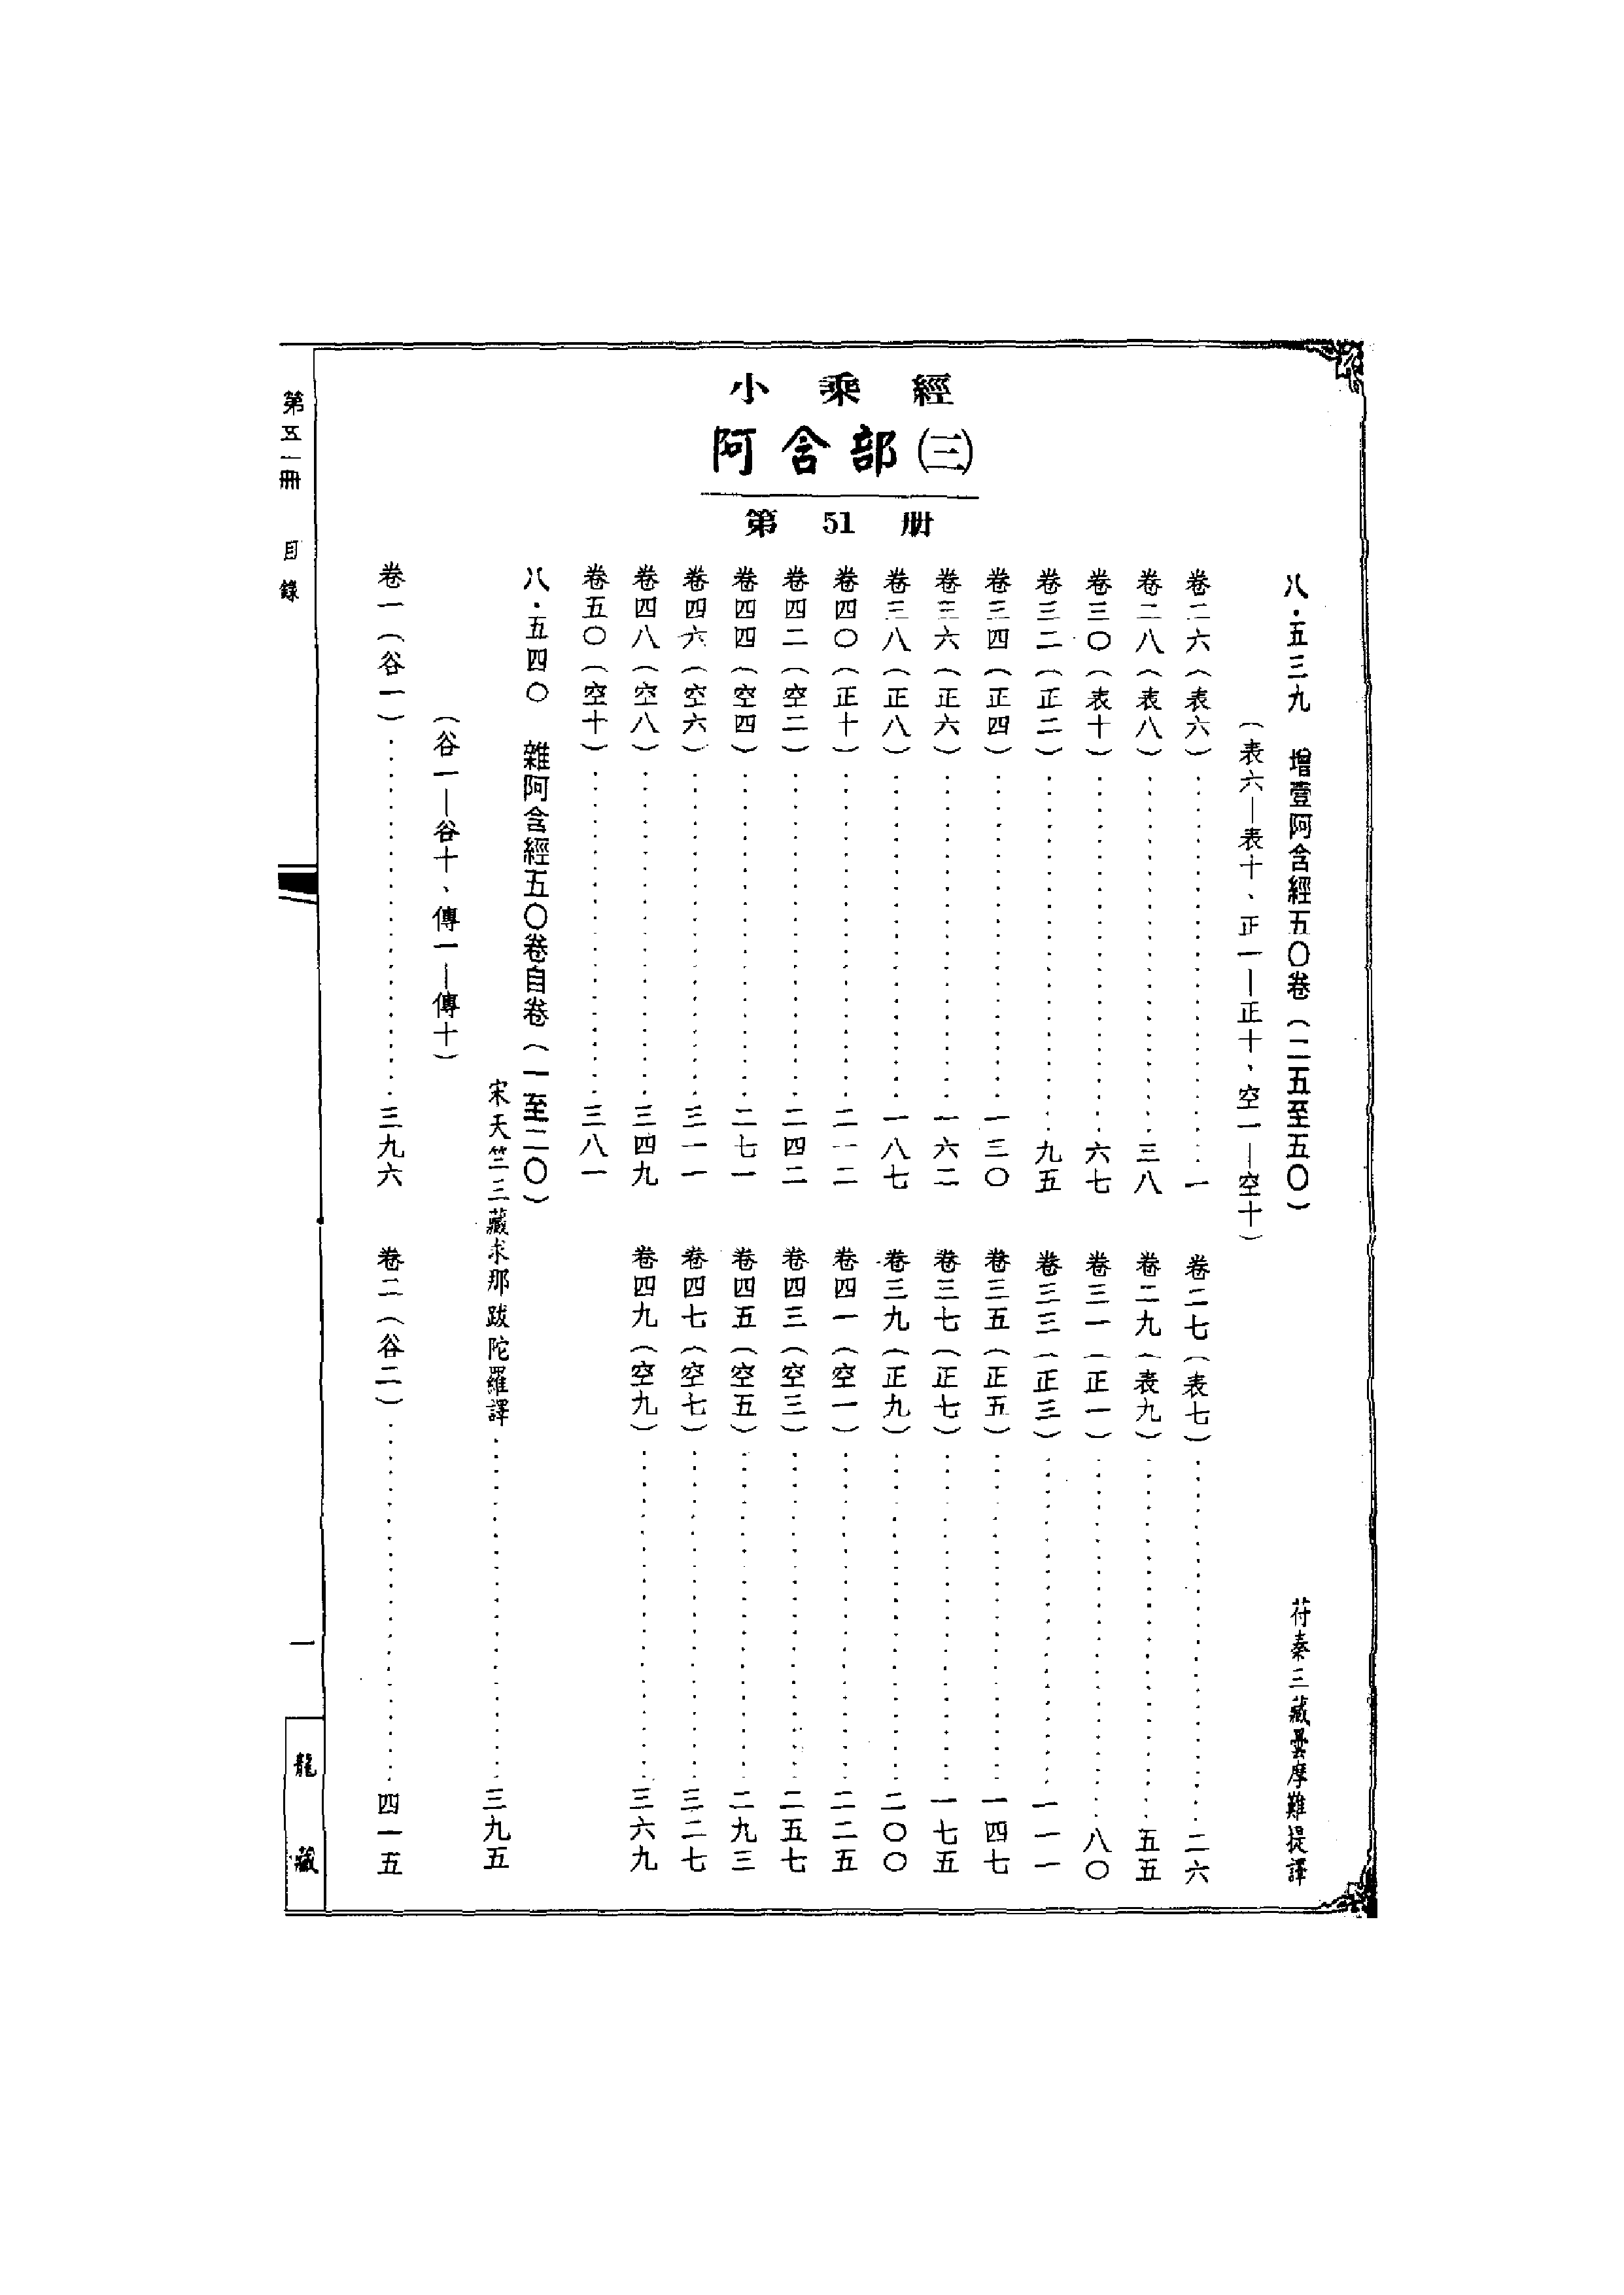 小乘經
阿含部㈢
第 51 册
八·五三九 增壹阿含經五〇卷（二五至五〇） 苻秦三藏曇摩難提譯
（表六—表十、正一—正十、空一—空十）
卷二六（表六）……一 卷二七（表七）……二六
卷二八（表八）……三八 卷二九（表九）……五五
卷三〇（表十）……六七 卷三一（正一）……八〇
卷三二（正二）……九五 卷三三（正三）……一一一
卷三四（正四）……一三〇 卷三五（正五）……一四七
卷三六（正六）……一六二 卷三七（正七）……一七五
卷三八（正八）……一八七 卷三九（正九）……二〇〇
卷四〇（正十）……二一二 卷四一（空一）……二二五
卷四二（空二）……二四二 卷四三（空三）……二五七
卷四四（空四）……二七一 卷四五（空五）……二九三
卷四六（空六）……三一一 卷四七（空七）……三二七
卷四八（空八）……三四九 卷四九（空九）……三六九
卷五〇（空十）……三八一
八·五四〇 雜阿含經五〇卷自卷（一至二〇）
宋天竺三藏求那跋陀羅譯……三九五
（谷一—谷十、傳一—傳十）
卷一（谷一）……三九六 卷二（谷二）……四一五
第五一冊 目錄
一
龍藏